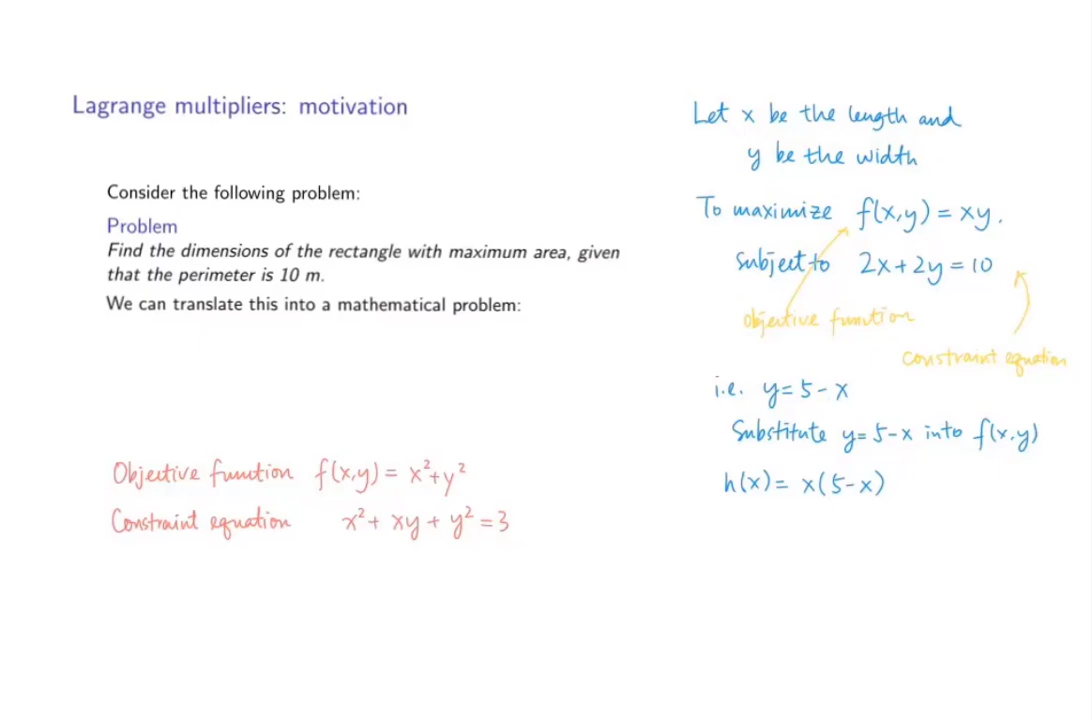 Lagrange multipliers: motivation
Consider the following problem:
Problem
Find the dimensions of the rectangle with maximum area, given
that the perimeter is 10 m.
We can translate this into a mathematical problem:
Objective function f(x,y) = x²+y²
Constraint equation x² + xy + y² = 3
Let x be the length and
y be the width
To maximize f(x,y) = xy.
Subject to 2x+2y = 10
objective function
constraint equation
i.e. y = 5 - x
Substitute y = 5-x into f(x,y)
h(x) = x(5-x)